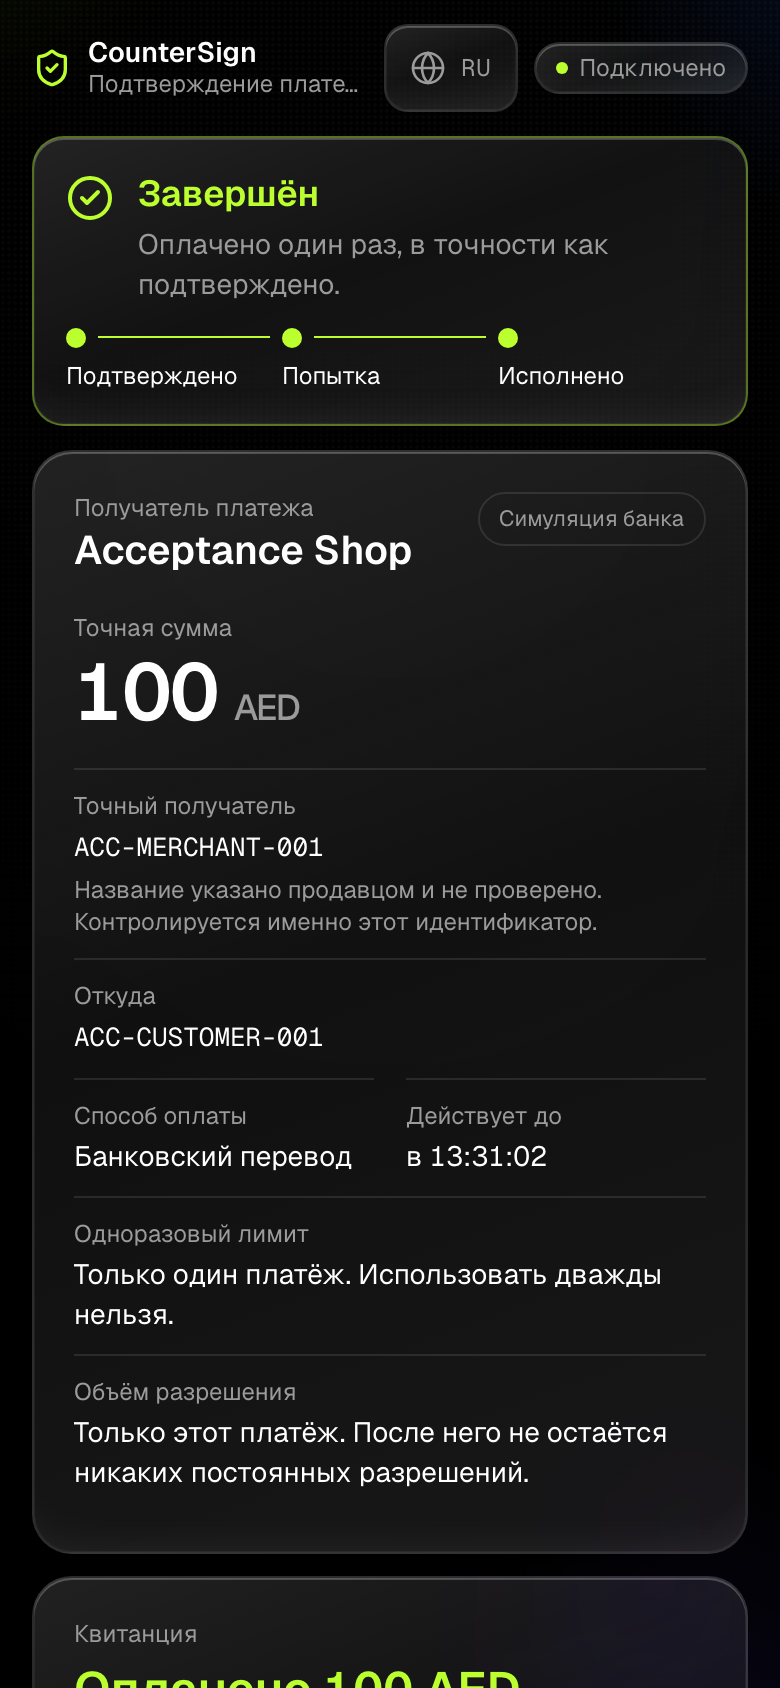 CounterSign
Подтверждение плате…
RU
Подключено
Завершён
Оплачено один раз, в точности как
подтверждено.
Подтверждено
Попытка
Исполнено
Получатель платежа
Симуляция банка
Acceptance Shop
Точная сумма
100 AED
Точный получатель
ACC-MERCHANT-001
Название указано продавцом и не проверено.
Контролируется именно этот идентификатор.
Откуда
ACC-CUSTOMER-001
Способ оплаты
Действует до
Банковский перевод
в 13:31:02
Одноразовый лимит
Только один платёж. Использовать дважды
нельзя.
Объём разрешения
Только этот платёж. После него не остаётся
никаких постоянных разрешений.
Квитанция
Оплачено 100 AED